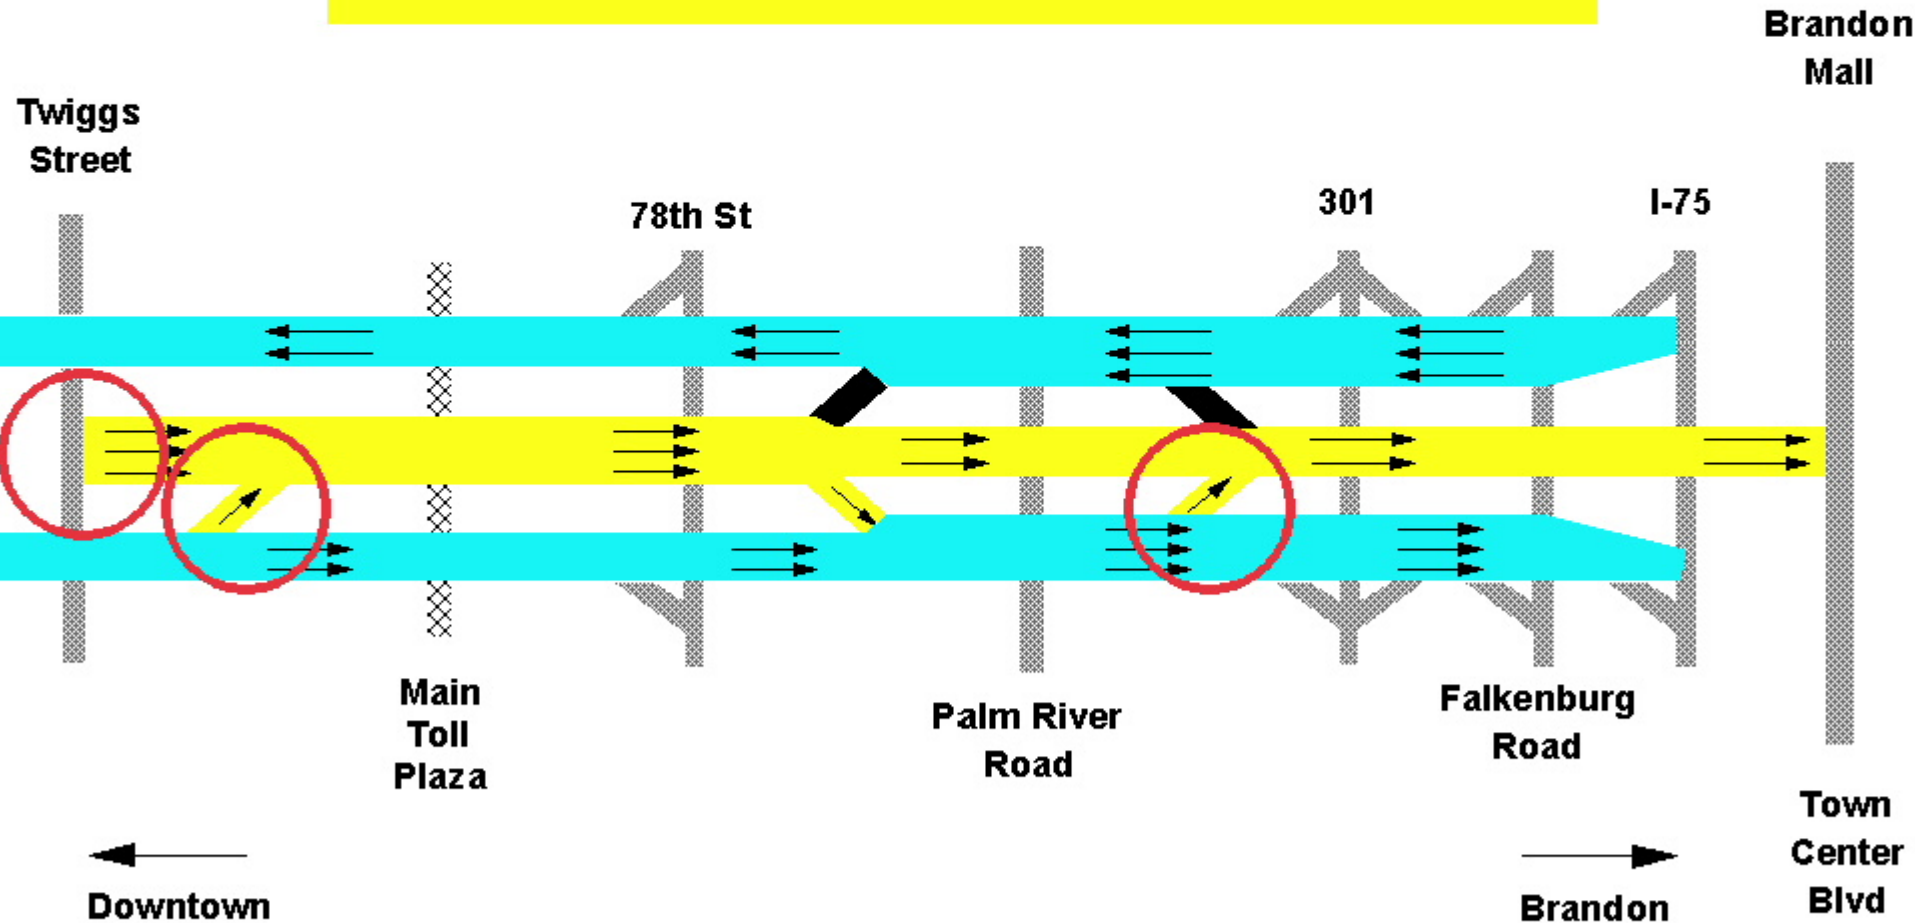 Brandon
Mall
Twiggs
Street
78th St
301
I-75
Main
Toll
Plaza
Palm River
Road
Falkenburg
Road
Town
Center
Blvd
Downtown
Brandon